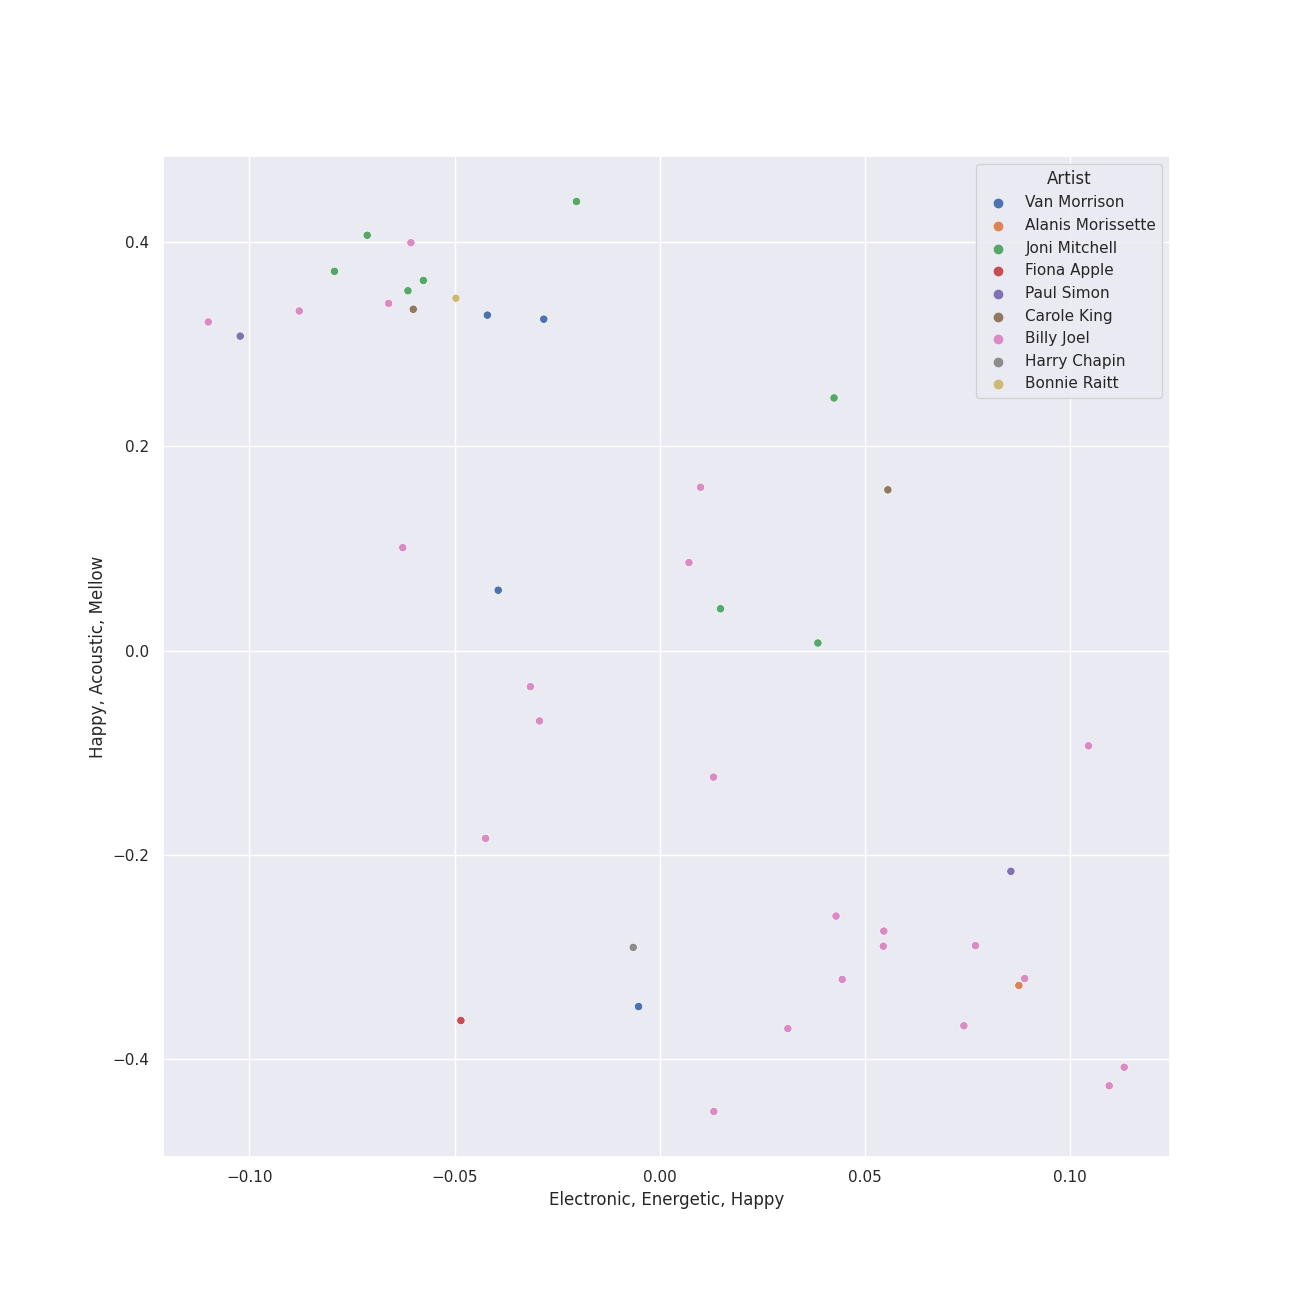 Artist
Van Morrison
Alanis Morissette
Joni Mitchell
Fiona Apple
Paul Simon
Carole King
Billy Joel
Harry Chapin
Bonnie Raitt
0.4
0.2
0.0
−0.2
−0.4
Happy, Acoustic, Mellow
−0.10
−0.05
0.00
0.05
0.10
Electronic, Energetic, Happy